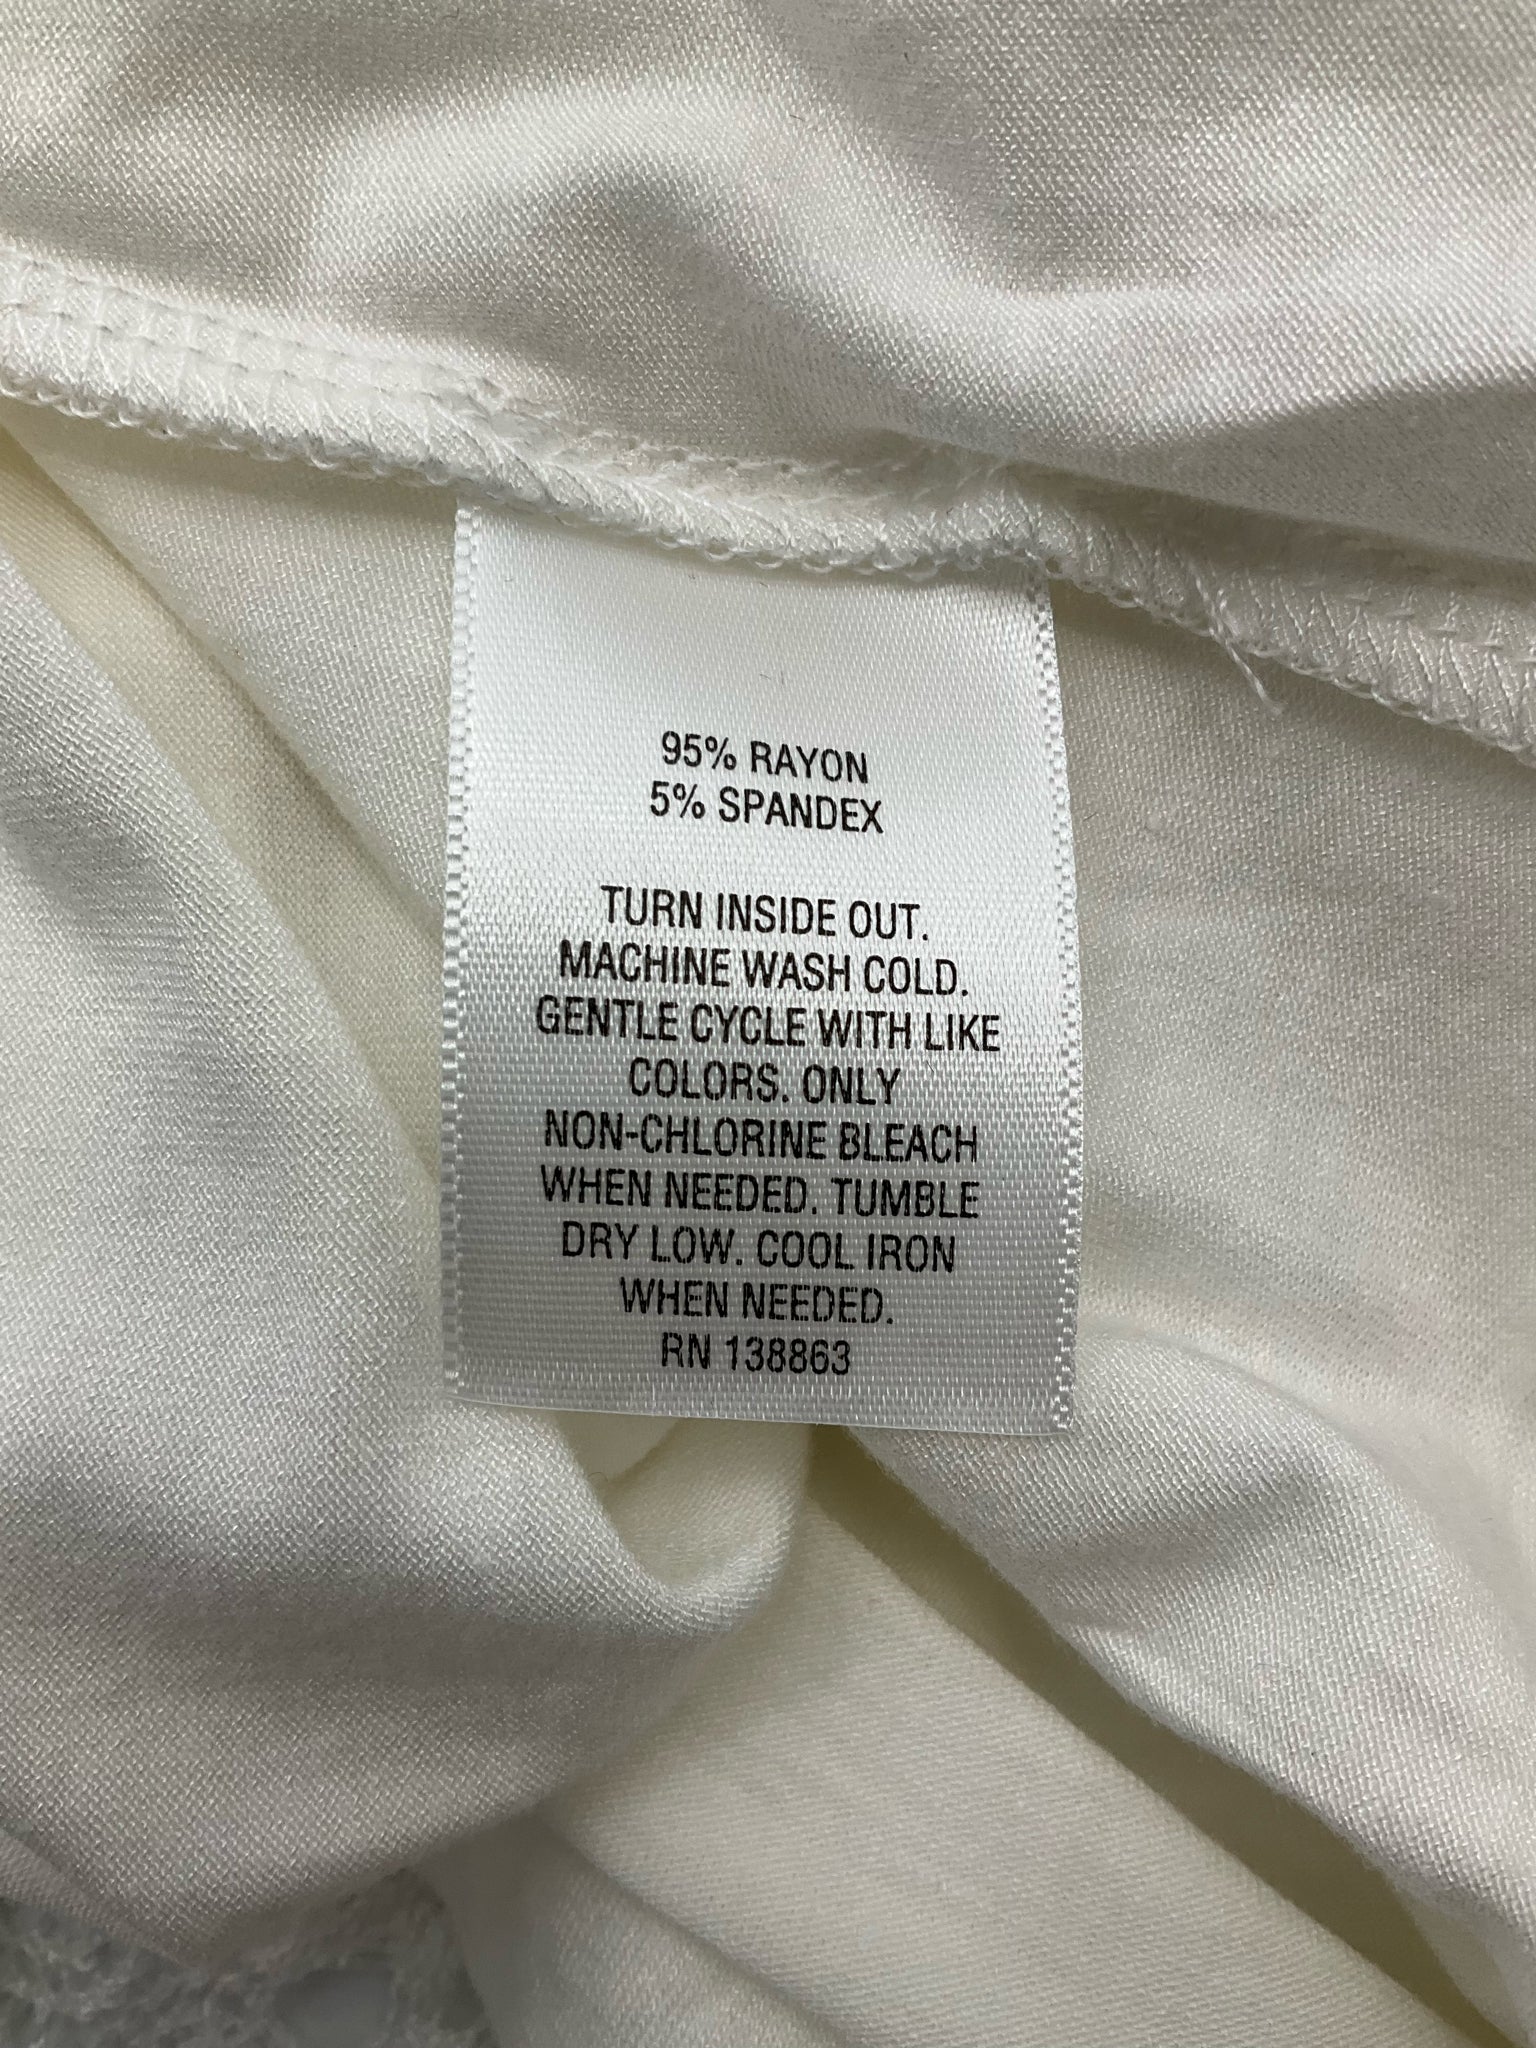 95% RAYON
5% SPANDEX
TURN INSIDE OUT.
MACHINE WASH COLD.
GENTLE CYCLE WITH LIKE
COLORS. ONLY
NON-CHLORINE BLEACH
WHEN NEEDED. TUMBLE
DRY LOW. COOL IRON
WHEN NEEDED.
RN 138863